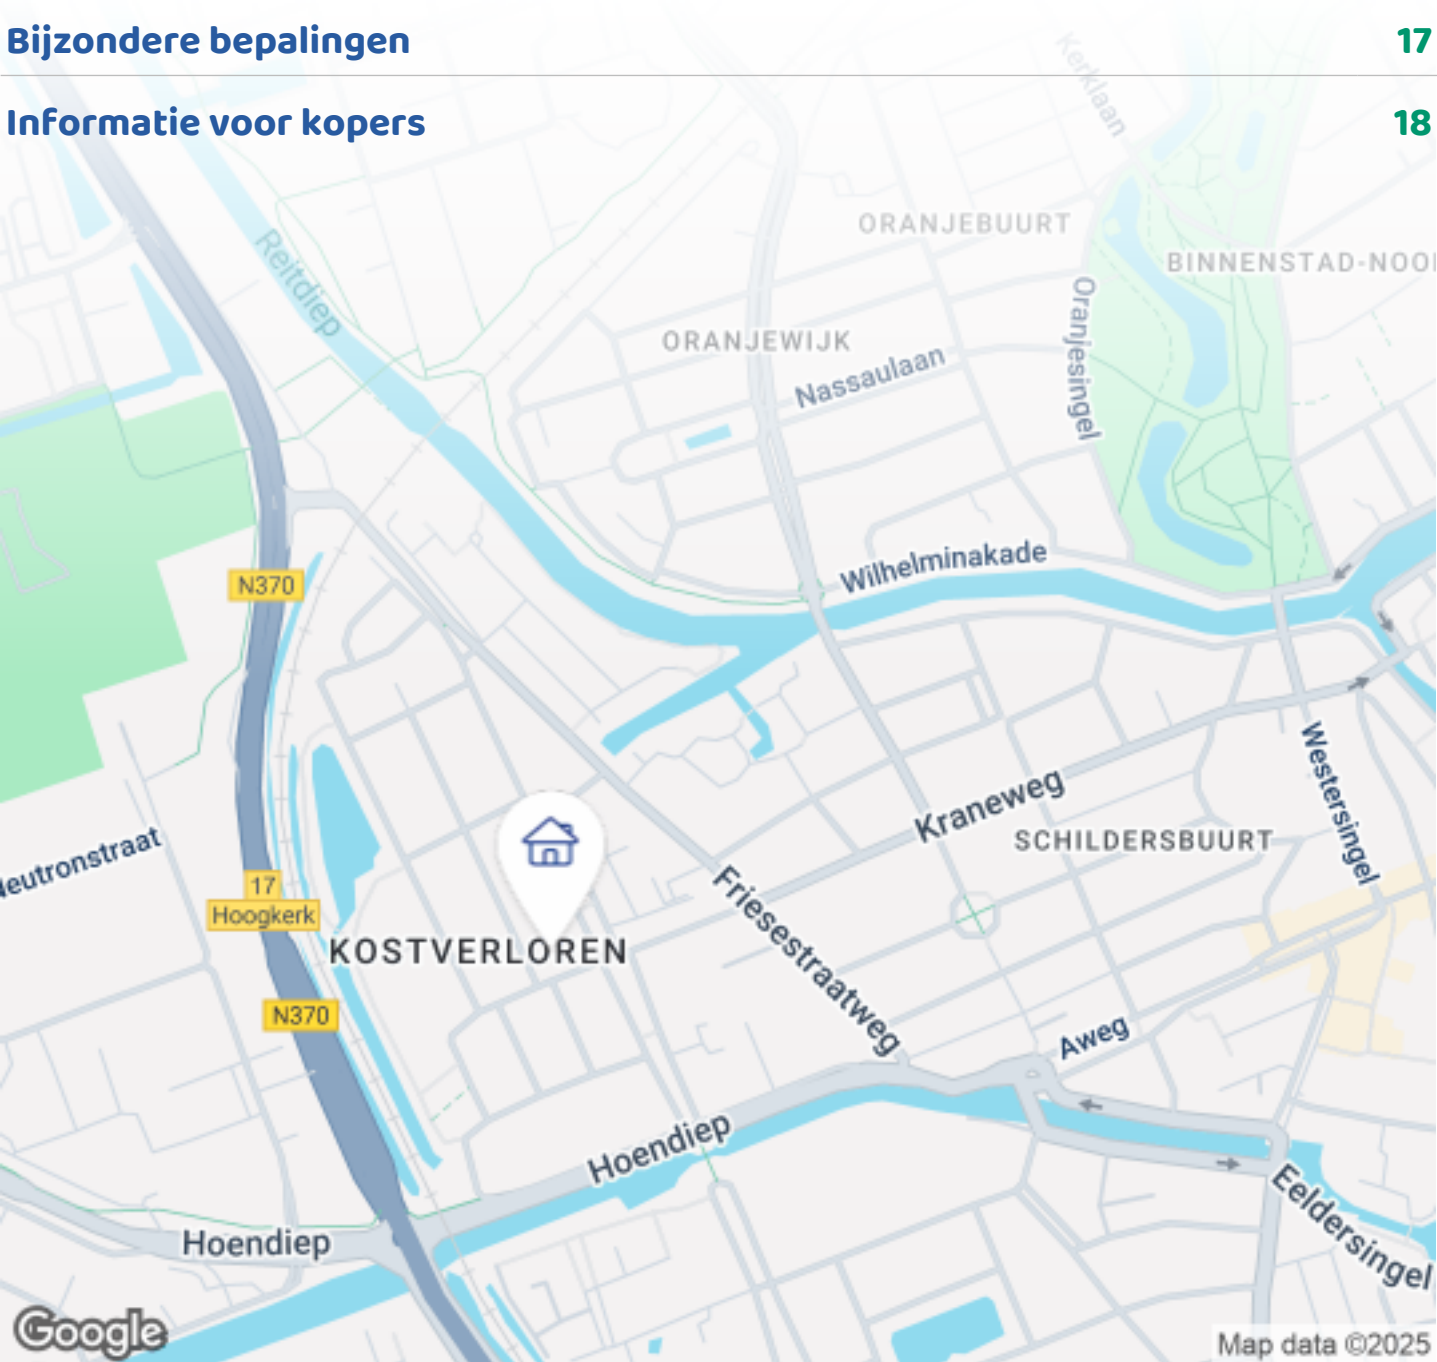 Bijzondere bepalingen 17
Informatie voor kopers 18
Kerklaan
ORANJEBUURT
BINNENSTAD-NOO
Reitdiep
Oranjesingel
ORANJEWIJK
Nassaulaan
Wilhelminakade
N370
Westersingel
Kraneweg
SCHILDERSBUURT
eutronstraat
17
Hoogkerk
Friesestraatweg
KOSTVERLOREN
N370
Aweg
Hoendiep
Eeldersingel
Hoendiep
Google
Map data ©2025